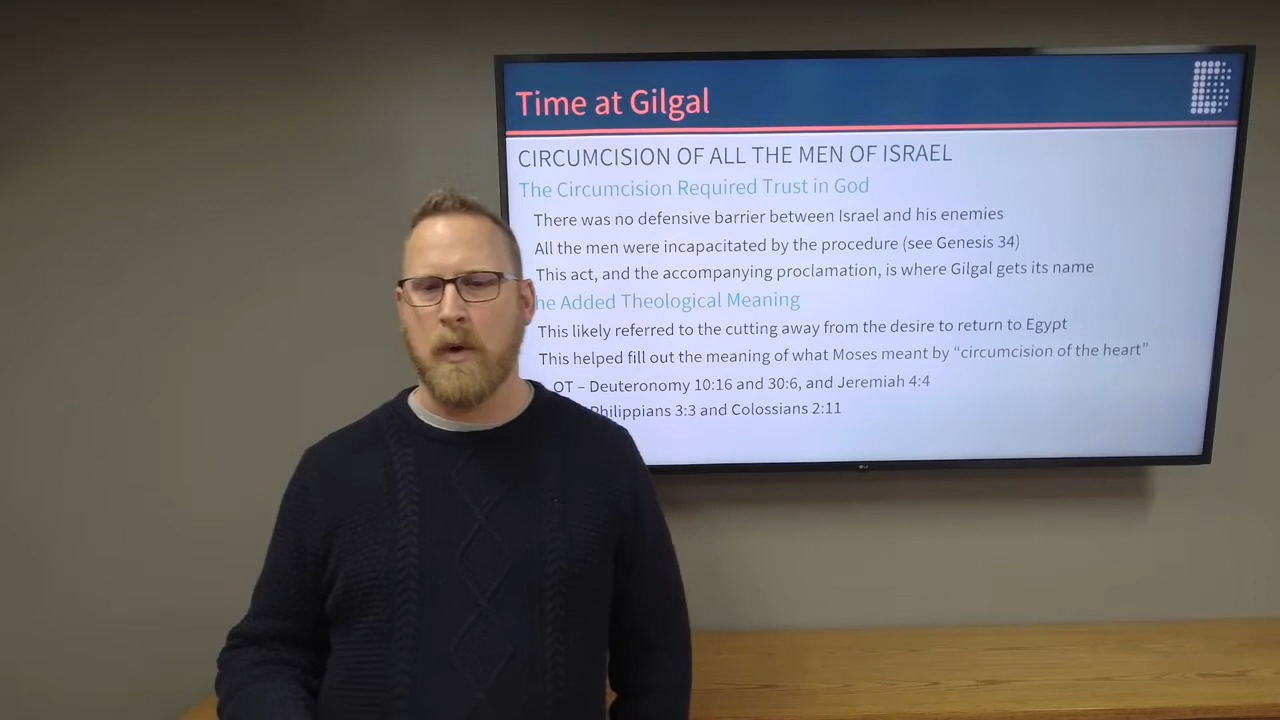 Time at Gilgal
CIRCUMCISION OF ALL THE MEN OF ISRAEL
The Circumcision Required Trust in God
There was no defensive barrier between Israel and his enemies
All the men were incapacitated by the procedure (see Genesis 34)
This act, and the accompanying proclamation, is where Gilgal gets its name
he Added Theological Meaning
This likely referred to the cutting away from the desire to return to Egypt
This helped fill out the meaning of what Moses meant by “circumcision of the heart”
OT – Deuteronomy 10:16 and 30:6, and Jeremiah 4:4
Philippians 3:3 and Colossians 2:11
LG